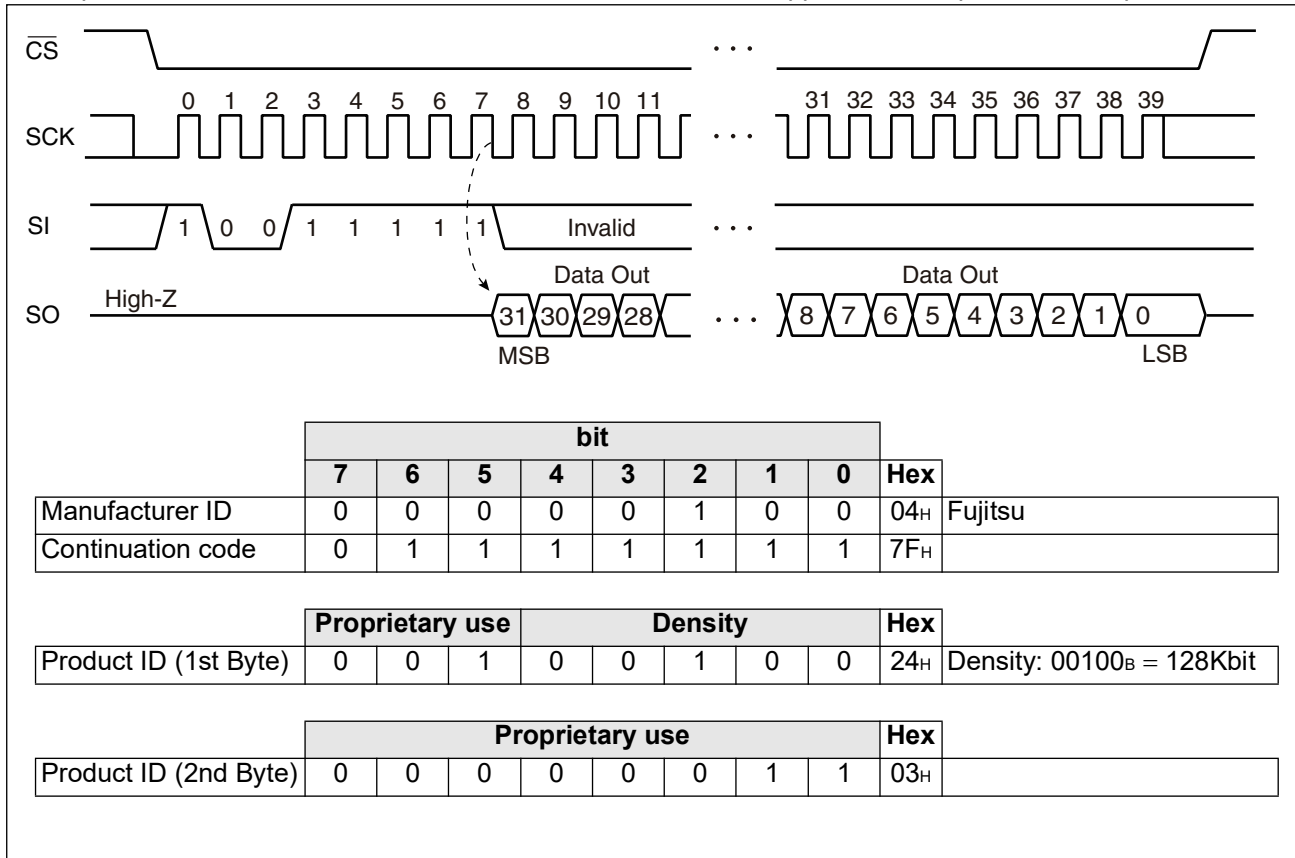 CS
0 1 2 3 4 5 6 7 8 9 10 11 31 32 33 34 35 36 37 38 39
SCK
SI 1 0 0 1 1 1 1 1 Invalid
Data Out Data Out
High-Z
SO 31 30 29 28 8 7 6 5 4 3 2 1 0
MSB LSB
bit
7 6 5 4 3 2 1 0 Hex
Manufacturer ID 0 0 0 0 0 1 0 0 04H Fujitsu
Continuation code 0 1 1 1 1 1 1 1 7FH
Proprietary use Density Hex
Product ID (1st Byte) 0 0 1 0 0 1 0 0 24H Density: 00100B = 128Kbit
Proprietary use Hex
Product ID (2nd Byte) 0 0 0 0 0 0 1 1 03H